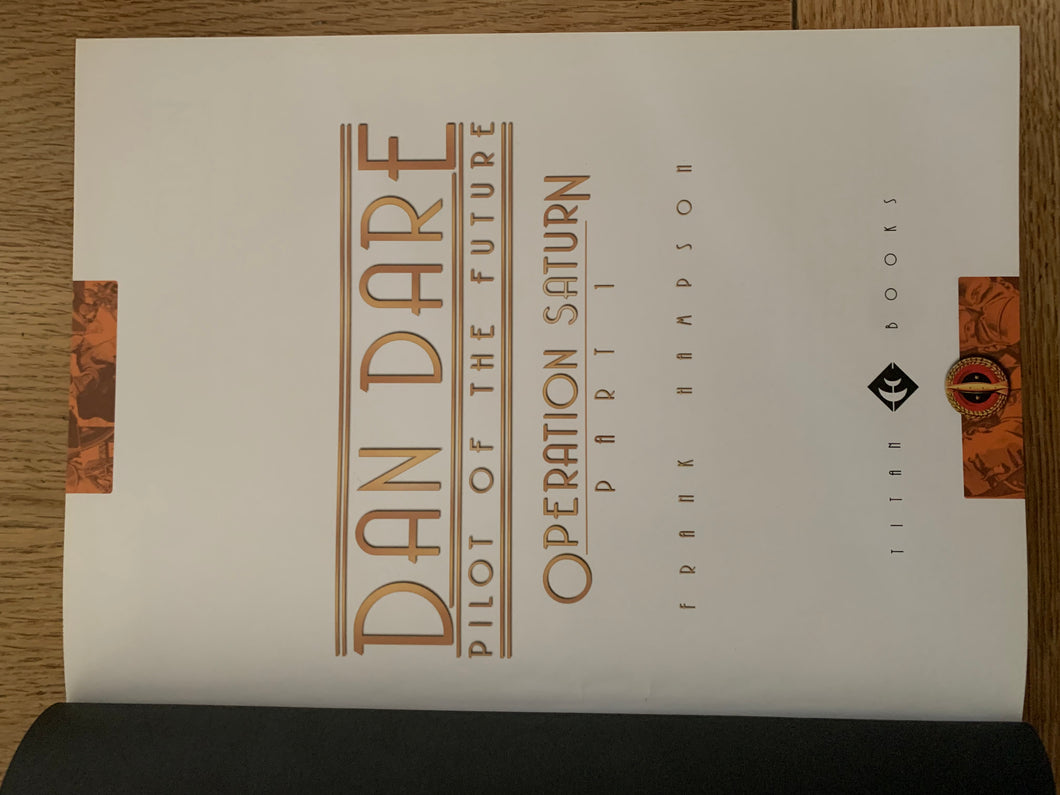 DAN DARE
PILOT OF THE FUTURE
OPERATION SATURN
PART 1
FRANK HAMPSON
TITAN BOOKS